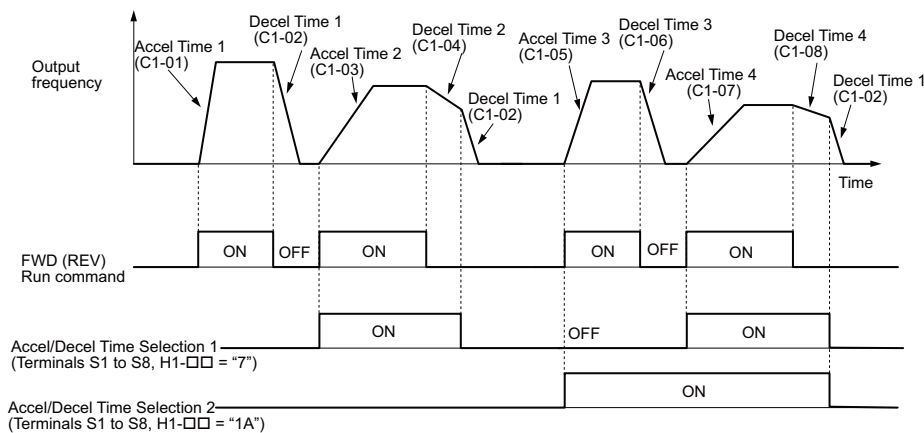 Output
frequency
Accel Time 1
(C1-01)
Decel Time 1
(C1-02)
Accel Time 2
(C1-03)
Decel Time 2
(C1-04)
Decel Time 1
(C1-02)
Accel Time 3
(C1-05)
Decel Time 3
(C1-06)
Accel Time 4
(C1-07)
Decel Time 4
(C1-08)
Decel Time 1
(C1-02)
Time
FWD (REV)
Run command
ON
OFF
ON
ON
OFF
ON
Accel/Decel Time Selection 1
(Terminals S1 to S8, H1-□□ = “7”)
ON
OFF
ON
Accel/Decel Time Selection 2
(Terminals S1 to S8, H1-□□ = “1A”)
ON